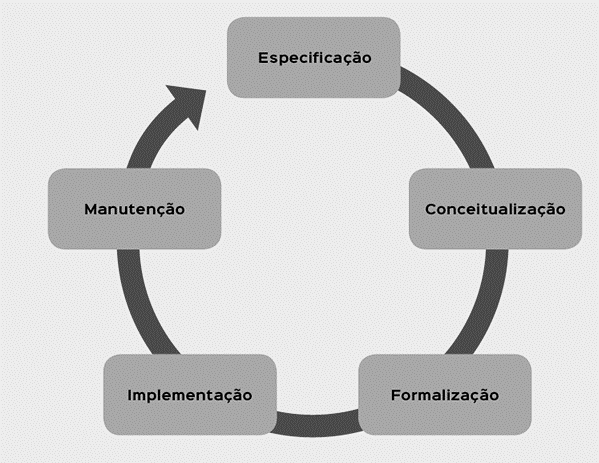 Especificação
Conceitualização
Formalização
Implementação
Manutenção